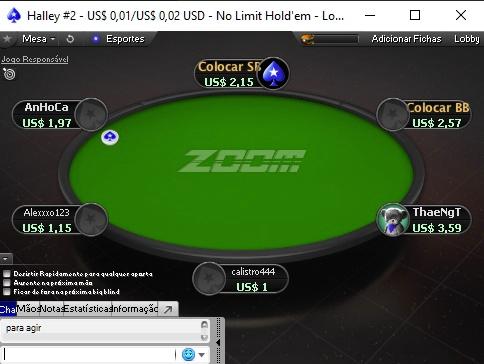 Halley #2 - US$ 0,01/US$ 0,02 USD - No Limit Hold'em - Lo...
Mesa
Esportes
Adicionar Fichas
Lobby
Jogo Responsável
Colocar SB
US$ 2,15
AnHoCa
US$ 1,97
Colocar BB
US$ 2,57
ZOOM
Alexxxo123
US$ 1,15
ThaeNgT
US$ 3,59
calistro444
US$ 1
Desistir Rapidamente para qualquer aposta
Ausente na próxima mão
Ficar de fora na próxima big blind
Cha Mãos Notas Estatísticas Informação
para agir